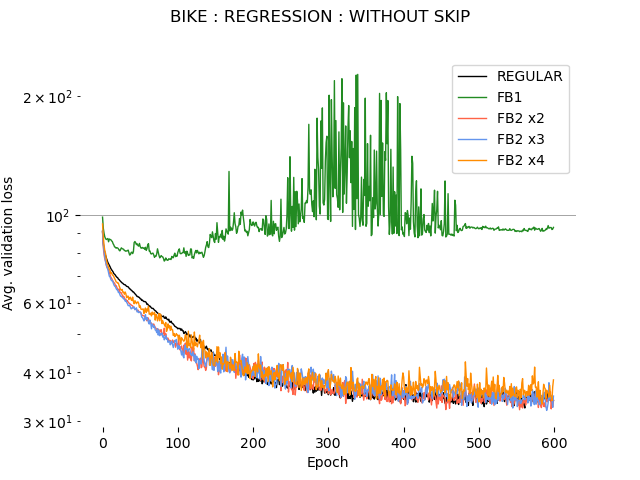 BIKE : REGRESSION : WITHOUT SKIP
REGULAR
FB1
FB2 x2
FB2 x3
FB2 x4
Avg. validation loss
2 × 10²
10²
6 × 10¹
4 × 10¹
3 × 10¹
0 100 200 300 400 500 600
Epoch